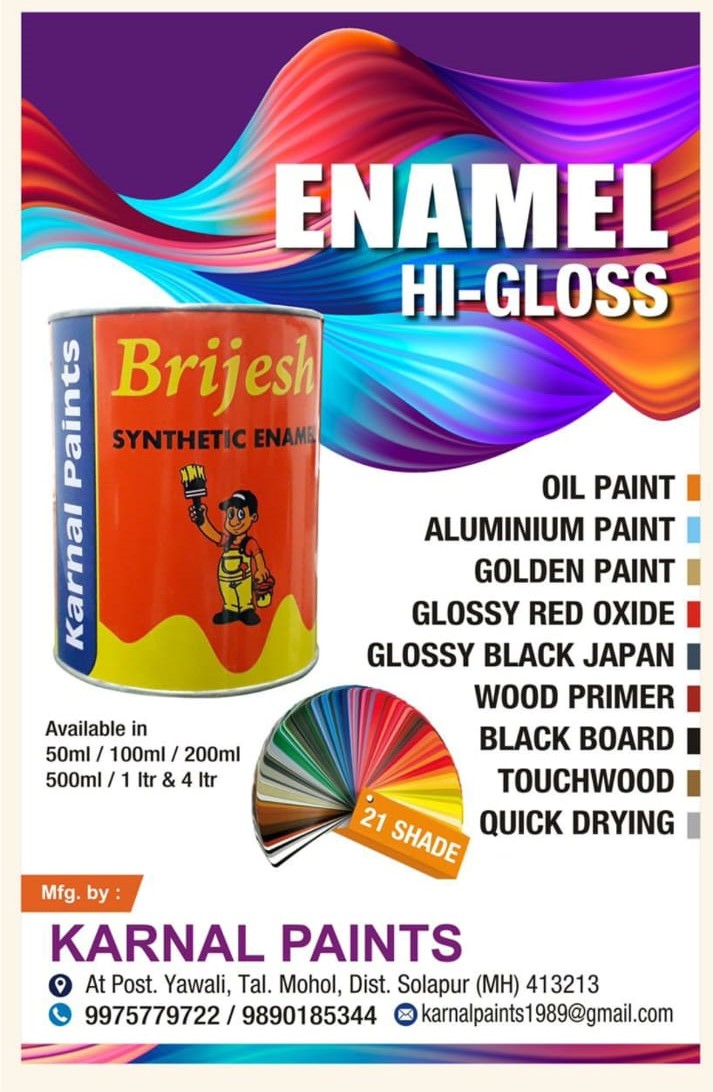 ENAMEL
HI-GLOSS
Karnal Paints
Brijesh
SYNTHETIC ENAME
OIL PAINT
ALUMINIUM PAINT
GOLDEN PAINT
GLOSSY RED OXIDE
GLOSSY BLACK JAPAN
WOOD PRIMER
BLACK BOARD
TOUCHWOOD
QUICK DRYING
Available in
50ml / 100ml / 200ml
500ml / 1 ltr & 4 ltr
21 SHADE
Mfg. by :
KARNAL PAINTS
At Post. Yawali, Tal. Mohol, Dist. Solapur (MH) 413213
9975779722 / 9890185344 karnalpaints1989@gmail.com